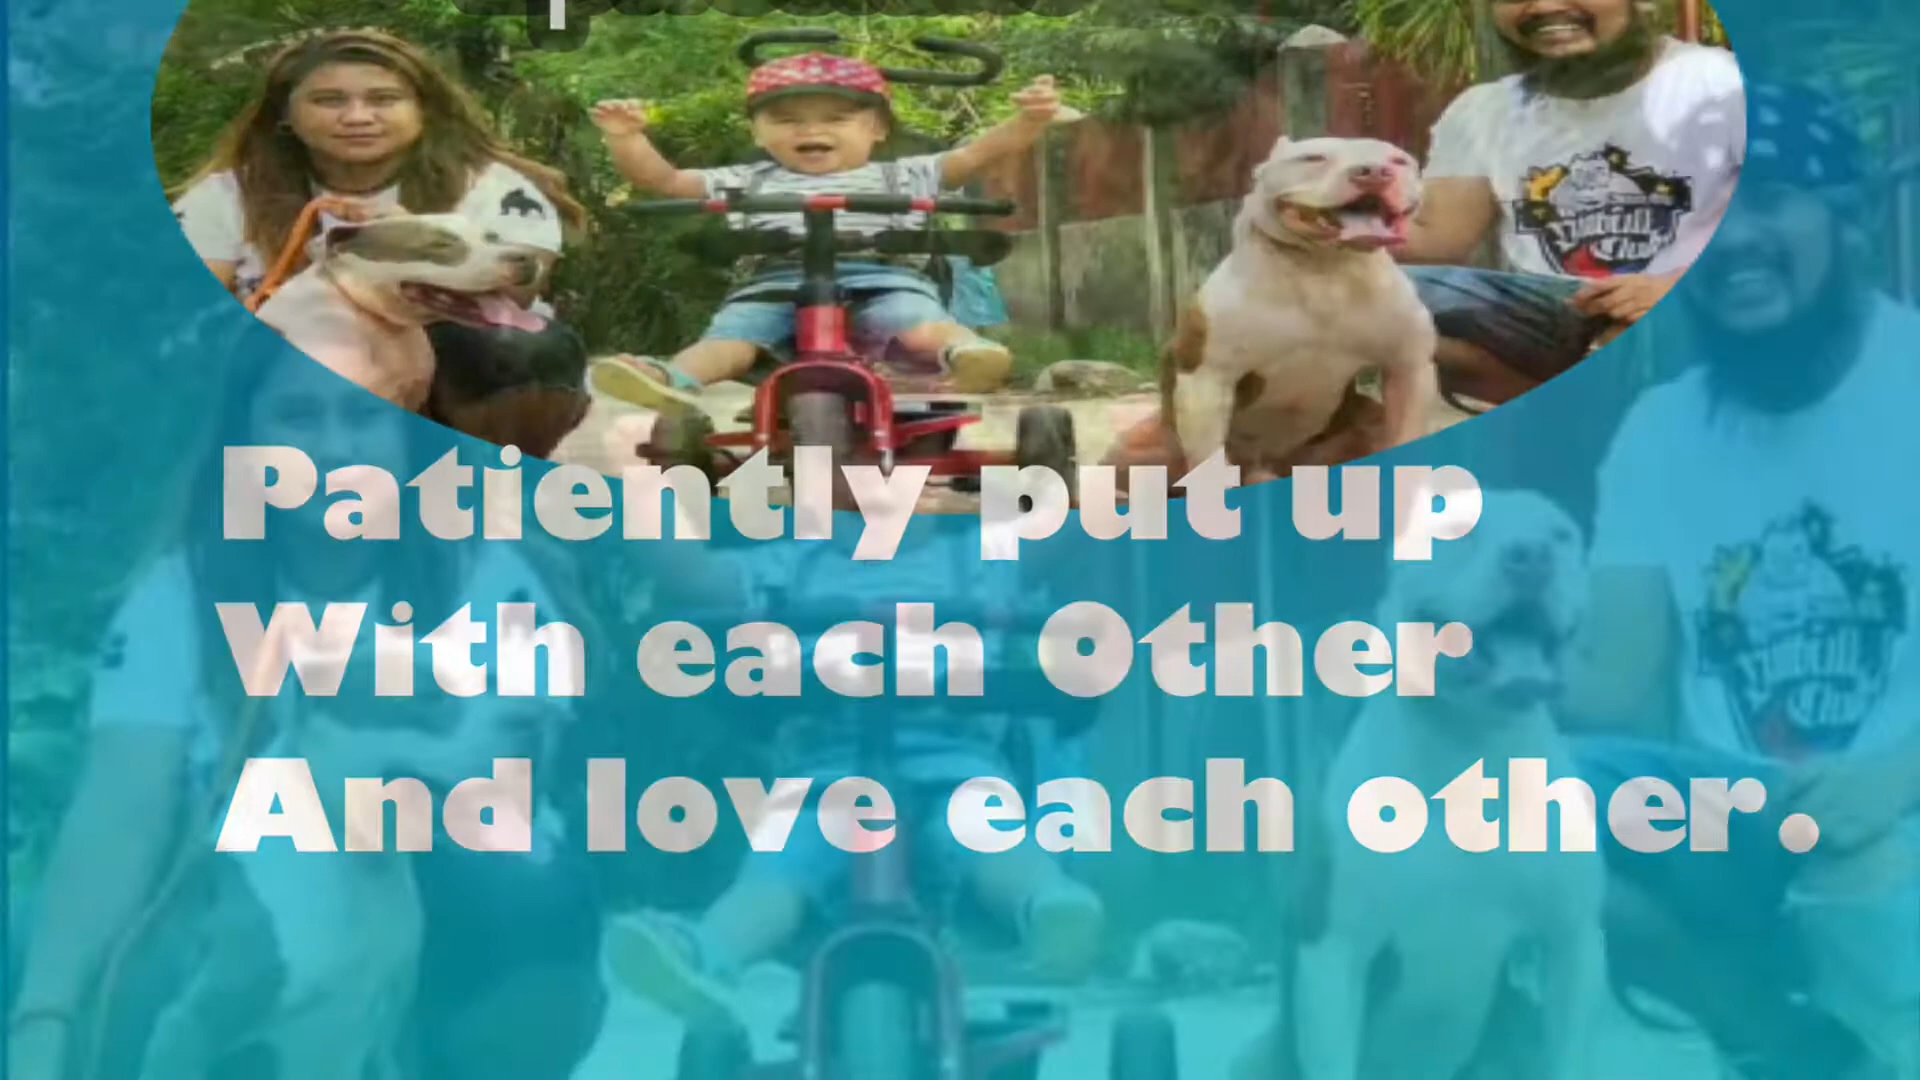 Patiently put up
With each Other
And love each other.